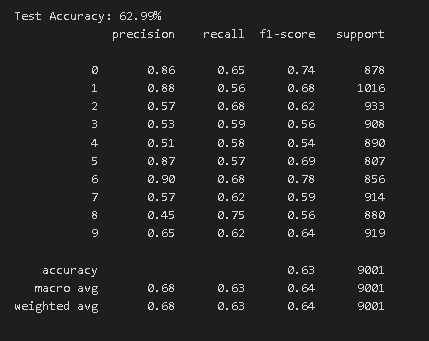 Test Accuracy: 62.99%
precision recall f1-score support
0 0.86 0.65 0.74 878
1 0.88 0.56 0.68 1016
2 0.57 0.68 0.62 933
3 0.53 0.59 0.56 908
4 0.51 0.58 0.54 890
5 0.87 0.57 0.69 807
6 0.90 0.68 0.78 856
7 0.57 0.62 0.59 914
8 0.45 0.75 0.56 880
9 0.65 0.62 0.64 919
accuracy 0.63 9001
macro avg 0.68 0.63 0.64 9001
weighted avg 0.68 0.63 0.64 9001